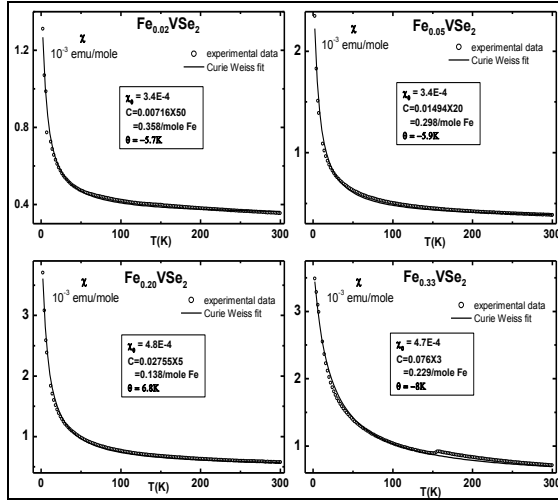 Fe0.02VSe2
χ
10-3 emu/mole
experimental data
Curie Weiss fit
χ0 = 3.4E-4
C=0.00716X50
=0.358/mole Fe
θ = −5.7K
1.2
0.8
0.4
0 100 200 300
T(K)
Fe0.05VSe2
χ
10-3 emu/mole
experimental data
Curie Weiss fit
χ0 = 3.4E-4
C=0.01494X20
=0.298/mole Fe
θ = −5.9K
2
1
0 100 200 300
T(K)
Fe0.20VSe2
χ
10-3 emu/mole
experimental data
Curie Weiss fit
χ0 = 4.8E-4
C=0.02755X5
=0.138/mole Fe
θ = 6.8K
3
2
1
0 100 200 300
T(K)
Fe0.33VSe2
χ
10-3 emu/mole
experimental data
Curie Weiss fit
χ0 = 4.7E-4
C=0.076X3
=0.229/mole Fe
θ = −8K
3
2
1
0 100 200 300
T(K)